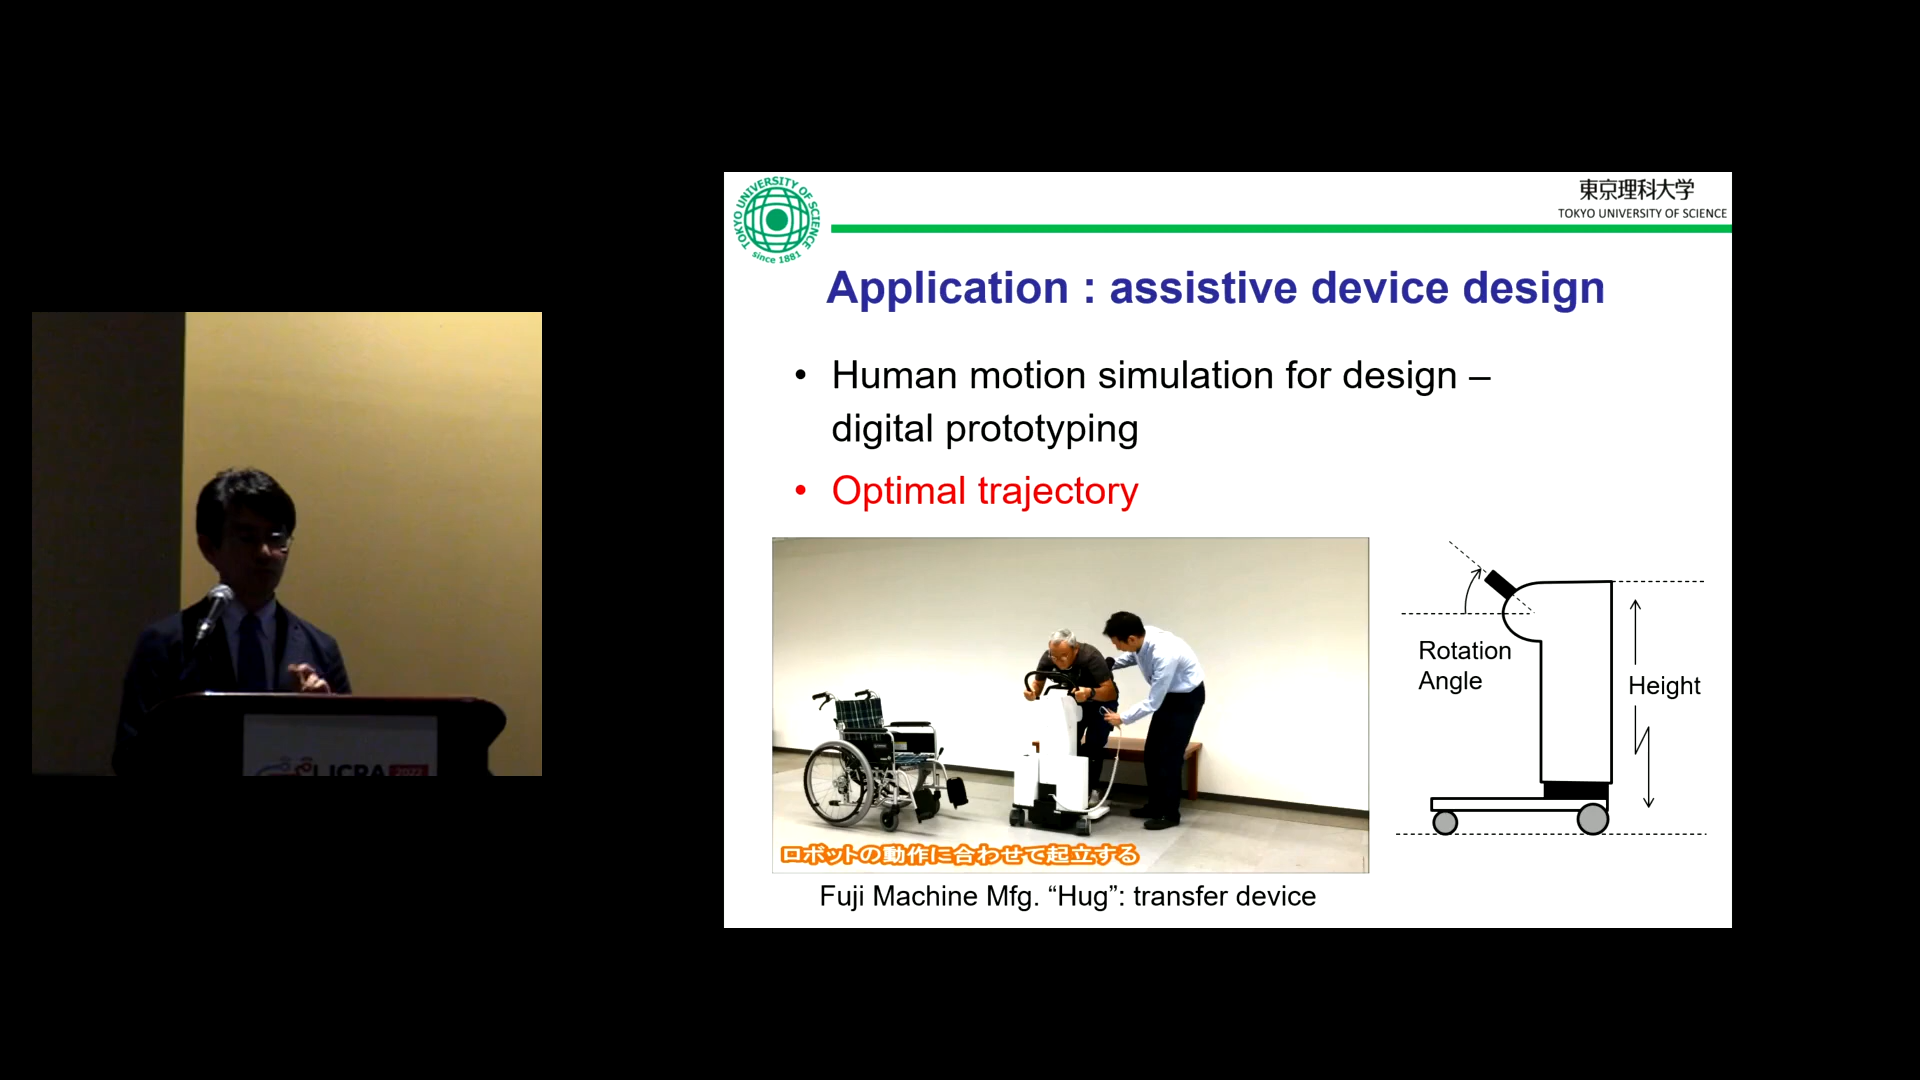 TOKYO UNIVERSITY OF SCIENCE
since 1881
東京理科大学
TOKYO UNIVERSITY OF SCIENCE
Application : assistive device design
• Human motion simulation for design –
digital prototyping
• Optimal trajectory
ロボットの動作に合わせて起立する
Fuji Machine Mfg. “Hug”: transfer device
Rotation
Angle
Height
ICRA 2022